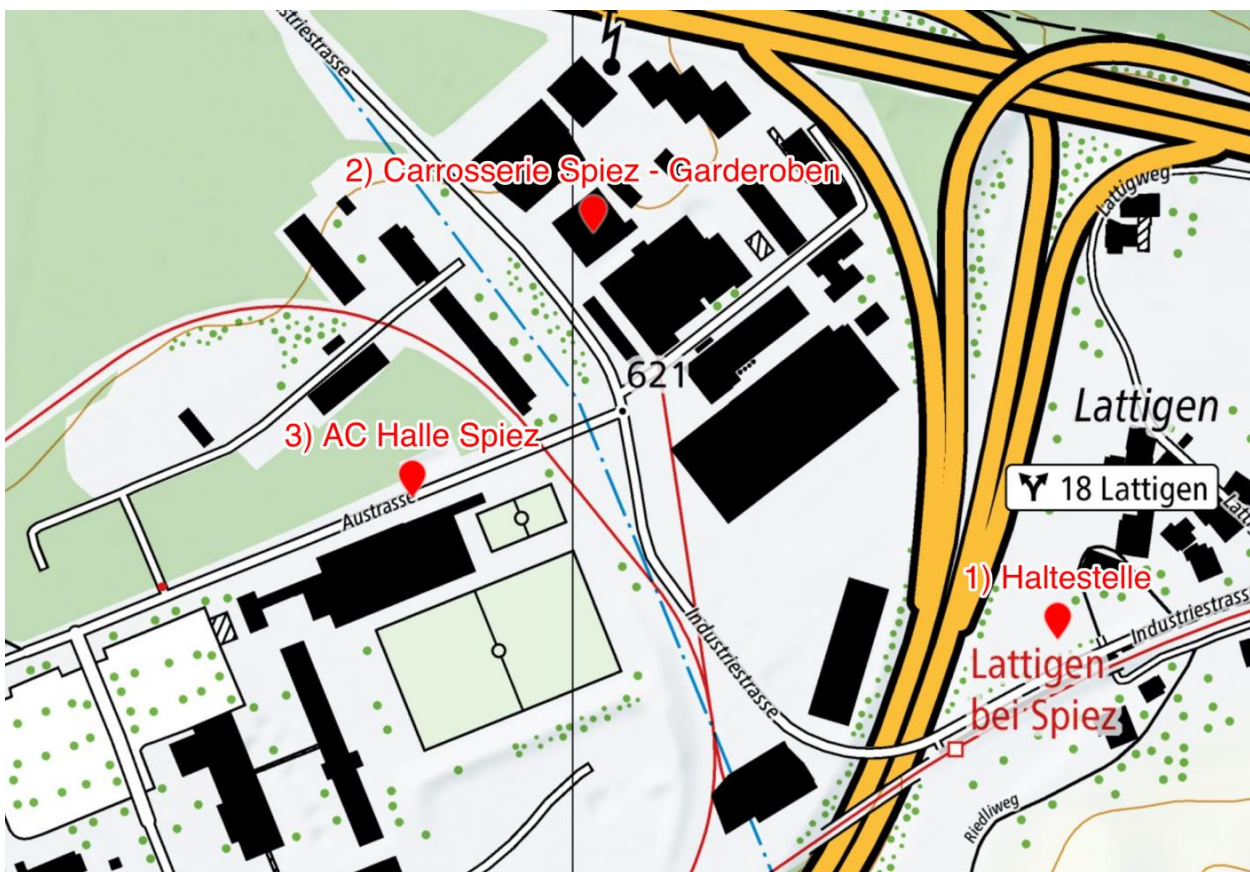 striestrasse
2) Carrosserie Spiez - Garderoben
Lattigweg
621
Lattigen
3) AC Halle Spiez
18 Lattigen
Austrasse
1) Haltestelle
Industriestrasse
Industriestrasse
Lattigen
bei Spiez
Riedliweg